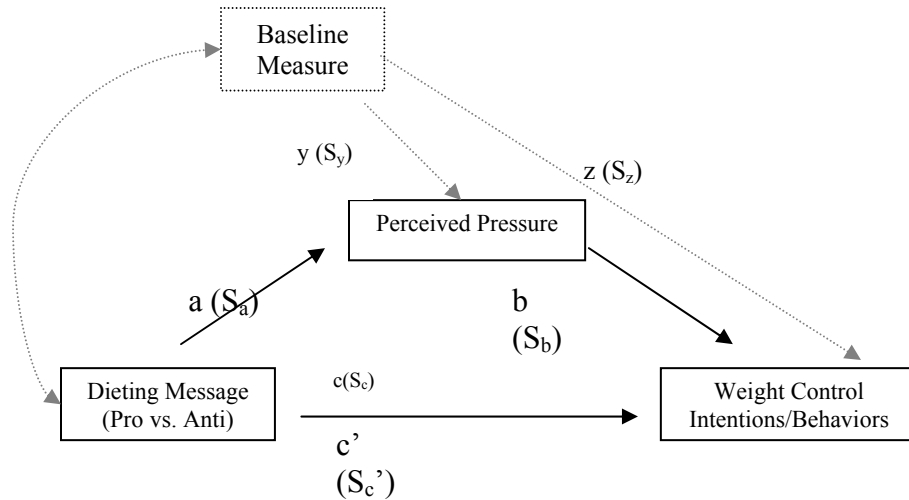 Baseline
Measure
y (Sy)
z (Sz)
Perceived Pressure
a (Sa)
b
(Sb)
Dieting Message
(Pro vs. Anti)
c(Sc)
c’
(Sc’)
Weight Control
Intentions/Behaviors